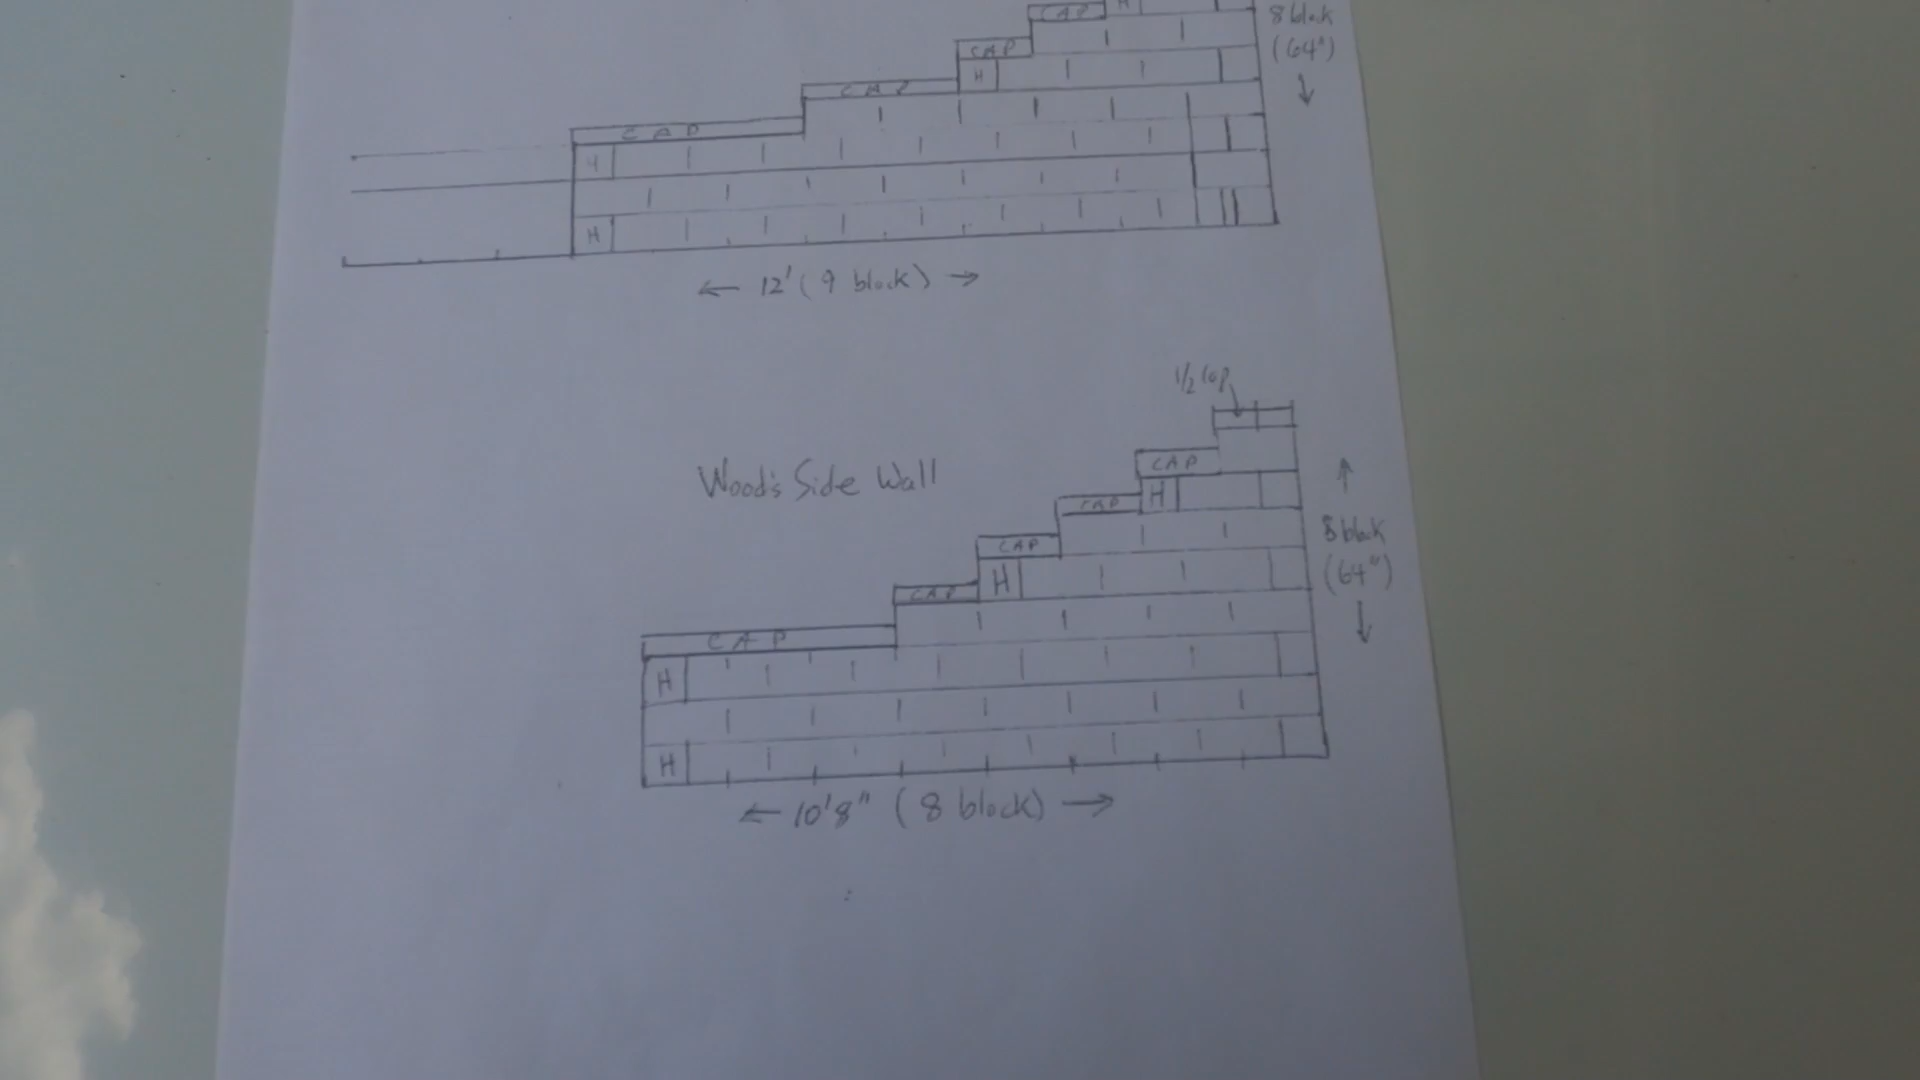 CAP H
8 block
(64")
CAP
H
CAP
CAP
H
H
← 12' (9 block) →
1/2 cap
Woods Side Wall
CAP
CAP H
8 block
(64")
CAP
H
CAP
CAP
H
H
← 10'8" (8 block) →